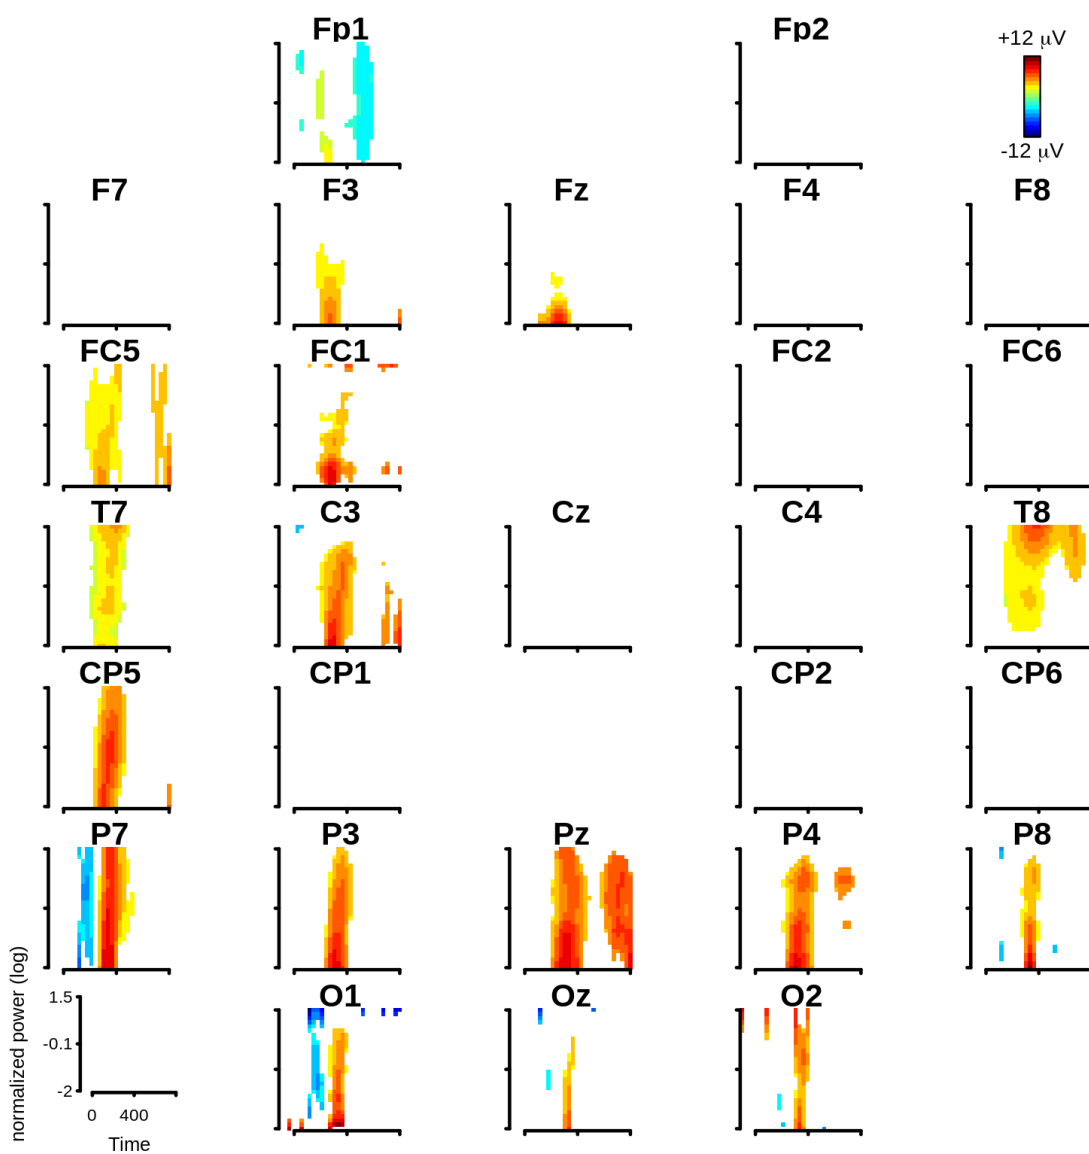 Fp1
Fp2
+12 μV
-12 μV
F7
F3
Fz
F4
F8
FC5
FC1
FC2
FC6
T7
C3
Cz
C4
T8
CP5
CP1
CP2
CP6
P7
P3
Pz
P4
P8
O1
Oz
O2
normalized power (log)
1.5
-0.1
-2
0 400
Time